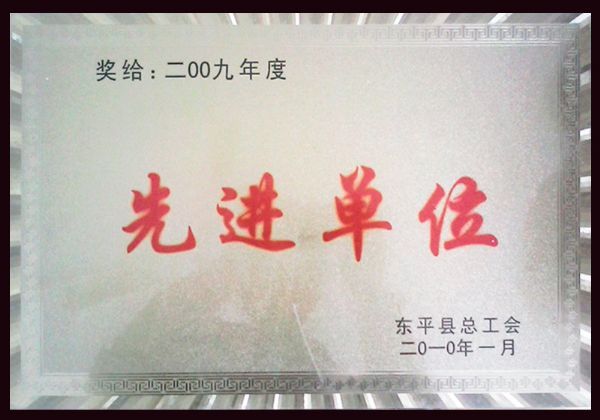 奖给：二00九年度
先进单位
东平县总工会
二0一0年一月